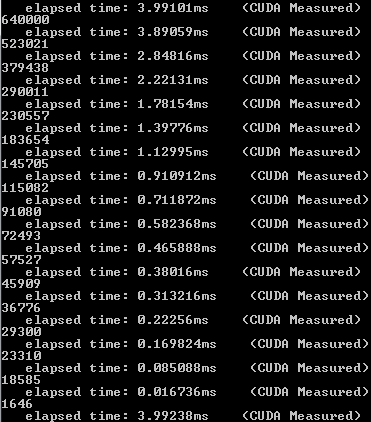 elapsed time: 3.99101ms (CUDA Measured)
640000
elapsed time: 3.89059ms (CUDA Measured)
523021
elapsed time: 2.84816ms (CUDA Measured)
379438
elapsed time: 2.22131ms (CUDA Measured)
290011
elapsed time: 1.78154ms (CUDA Measured)
230557
elapsed time: 1.39776ms (CUDA Measured)
183654
elapsed time: 1.12995ms (CUDA Measured)
145705
elapsed time: 0.910912ms (CUDA Measured)
115082
elapsed time: 0.711872ms (CUDA Measured)
91080
elapsed time: 0.582368ms (CUDA Measured)
72493
elapsed time: 0.465888ms (CUDA Measured)
57527
elapsed time: 0.38016ms (CUDA Measured)
45909
elapsed time: 0.313216ms (CUDA Measured)
36776
elapsed time: 0.22256ms (CUDA Measured)
29300
elapsed time: 0.169824ms (CUDA Measured)
23310
elapsed time: 0.085088ms (CUDA Measured)
18585
elapsed time: 0.016736ms (CUDA Measured)
1646
elapsed time: 3.99238ms (CUDA Measured)